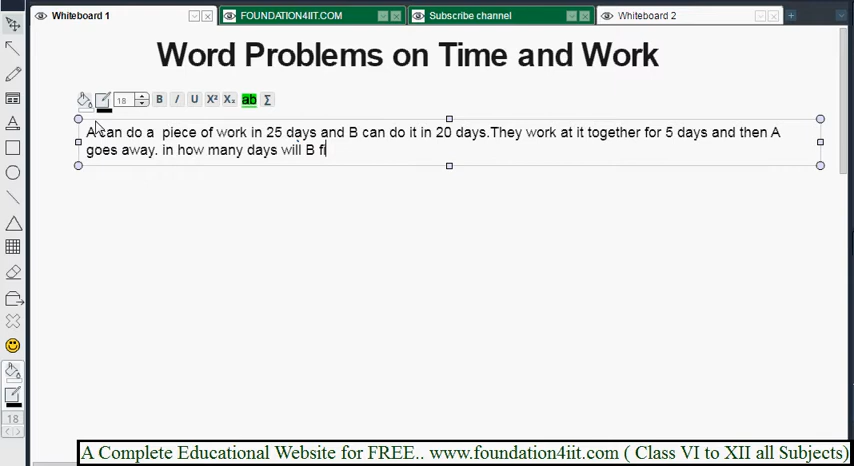 Whiteboard 1
FOUNDATION4IIT.COM
Subscribe channel
Whiteboard 2
Word Problems on Time and Work
18 B I U X² X₂ ab Σ
A can do a  piece of work in 25 days and B can do it in 20 days.They work at it together for 5 days and then A
goes away. in how many days will B fi
18
A Complete Educational Website for FREE.. www.foundation4iit.com ( Class VI to XII all Subjects)